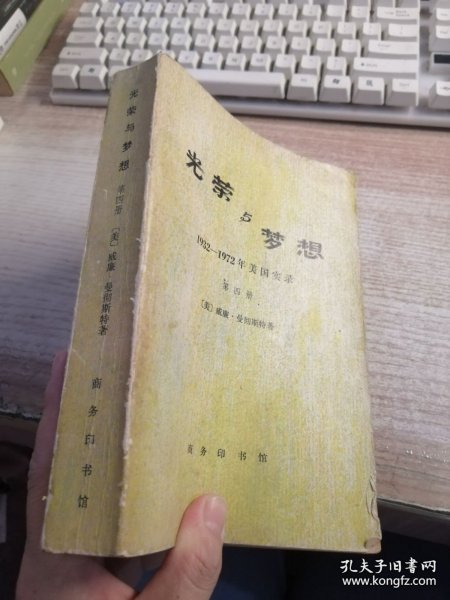 光荣与梦想
第四册
〔美〕威廉·曼彻斯特著
商务印书馆
光荣
与
梦想
1932—1972年美国实录
第四册
〔美〕威廉·曼彻斯特著
商务印书馆
孔夫子旧书网
www.kongfz.com